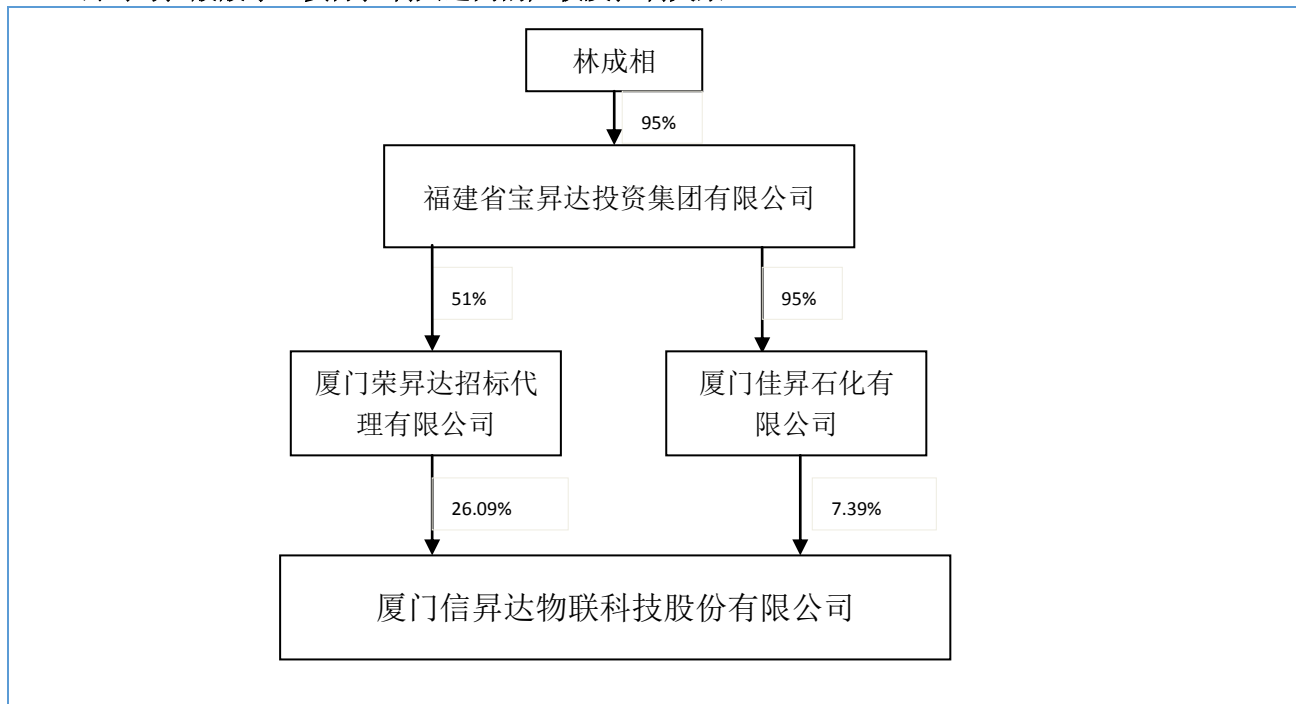 林成相
95%
福建省宝昇达投资集团有限公司
51%
95%
厦门荣昇达招标代
理有限公司
厦门佳昇石化有
限公司
26.09%
7.39%
厦门信昇达物联科技股份有限公司